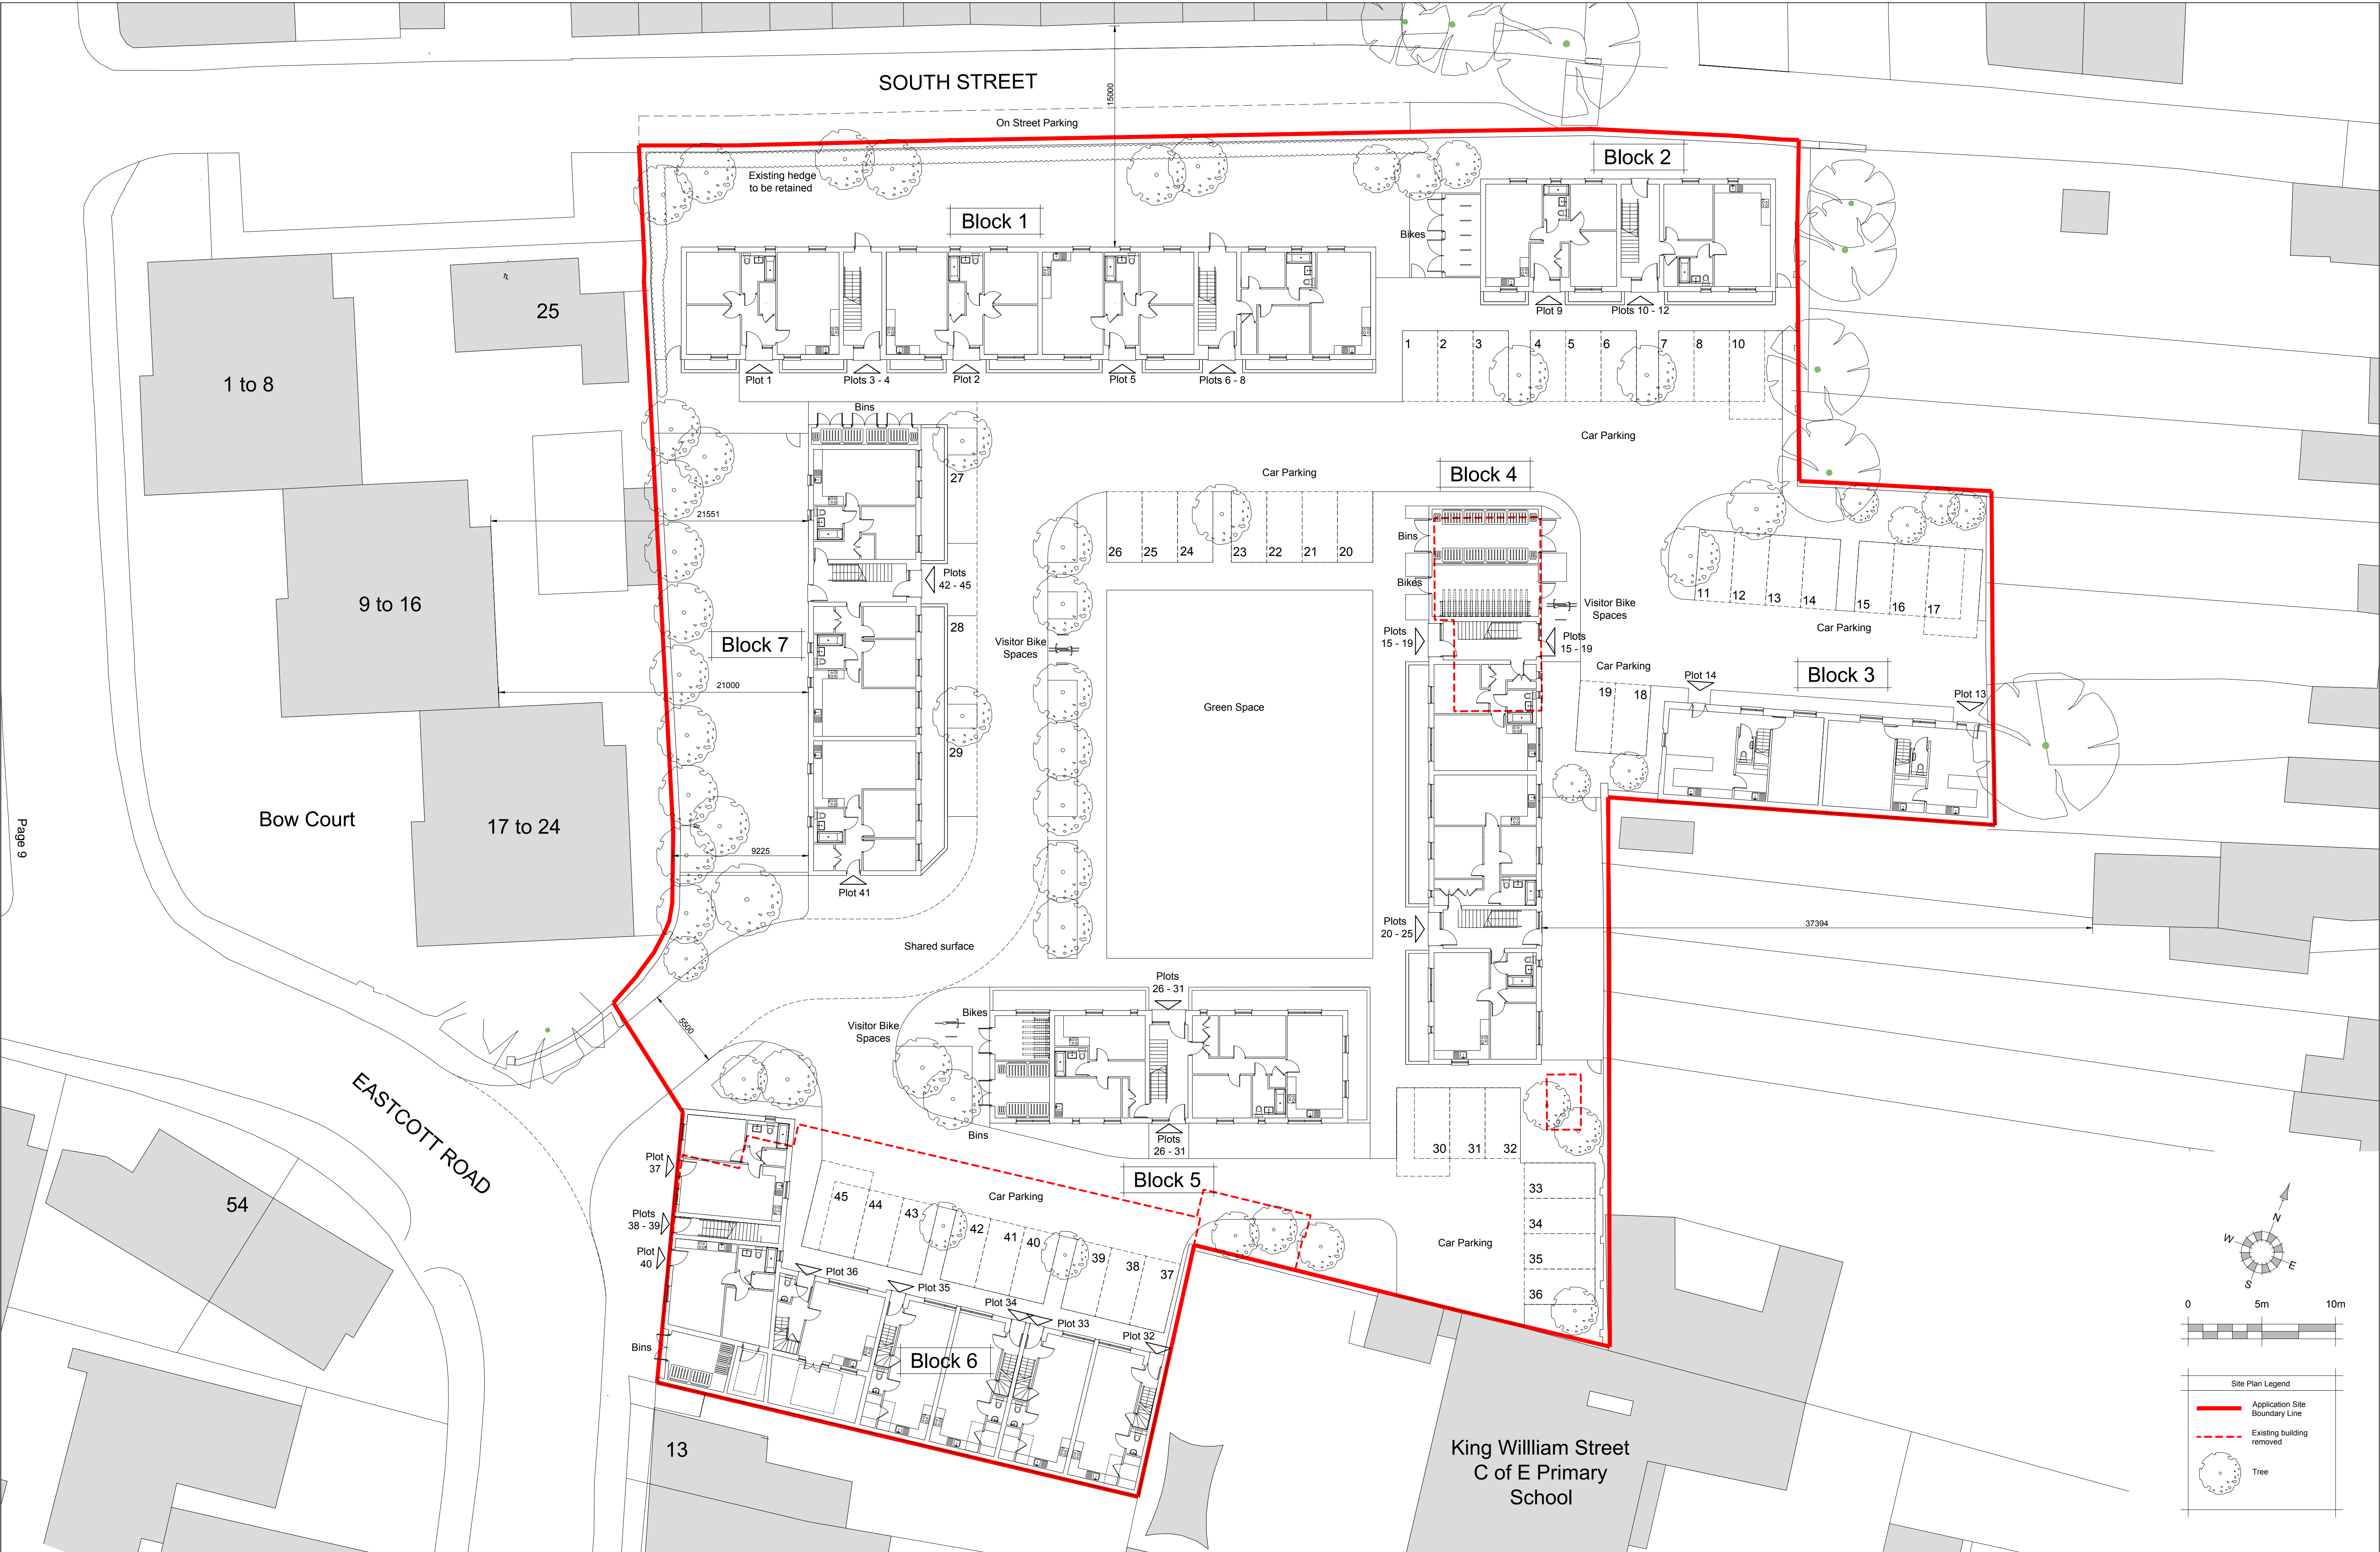 SOUTH STREET
15000
On Street Parking
Existing hedge
to be retained
Block 1
Block 2
Bikes
25
1 to 8
Plot 1
Plots 3 - 4
Plot 2
Plot 5
Plots 6 - 8
Plot 9
Plots 10 - 12
1
2
3
4
5
6
7
8
10
Car Parking
Bins
27
Car Parking
Block 4
21551
26
25
24
23
22
21
20
Bins
Bikes
Plots
42 - 45
9 to 16
28
Block 7
Visitor Bike
Spaces
Plots
15 - 19
Visitor Bike
Spaces
Plots
15 - 19
11
12
13
14
15
16
17
Car Parking
Car Parking
19
18
Plot 14
Block 3
Plot 13
21000
Green Space
29
Bow Court
17 to 24
9225
Plot 41
Page 9
Plots
20 - 25
37394
Shared surface
Plots
26 - 31
5500
Visitor Bike
Spaces
Bikes
Bins
Plots
26 - 31
EASTCOTT ROAD
54
Plot
37
Plots
38 - 39
Plot
40
Bins
Block 5
Car Parking
45
44
43
42
41
40
39
38
37
30
31
32
33
34
35
36
Car Parking
Plot 36
Plot 35
Plot 34
Plot 33
Plot 32
Block 6
13
King Willliam Street
C of E Primary
School
N
W
E
S
0
5m
10m
Site Plan Legend
Application Site
Boundary Line
Existing building
removed
Tree